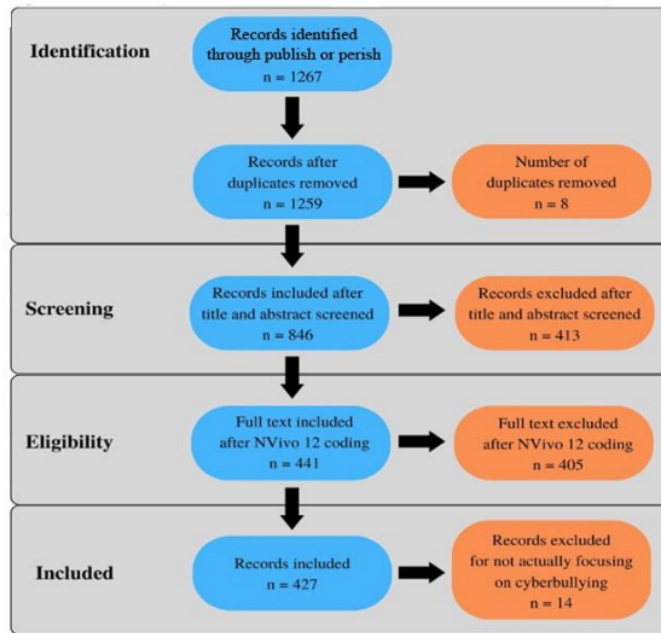 Identification
Records identified
through publish or perish
n = 1267
Records after
duplicates removed
n = 1259
Number of
duplicates removed
n = 8
Screening
Records included after
title and abstract screened
n = 846
Records excluded after
title and abstract screened
n = 413
Eligibility
Full text included
after NVivo 12 coding
n = 441
Full text excluded
after NVivo 12 coding
n = 405
Included
Records included
n = 427
Records excluded
for not actually focusing
on cyberbullying
n = 14